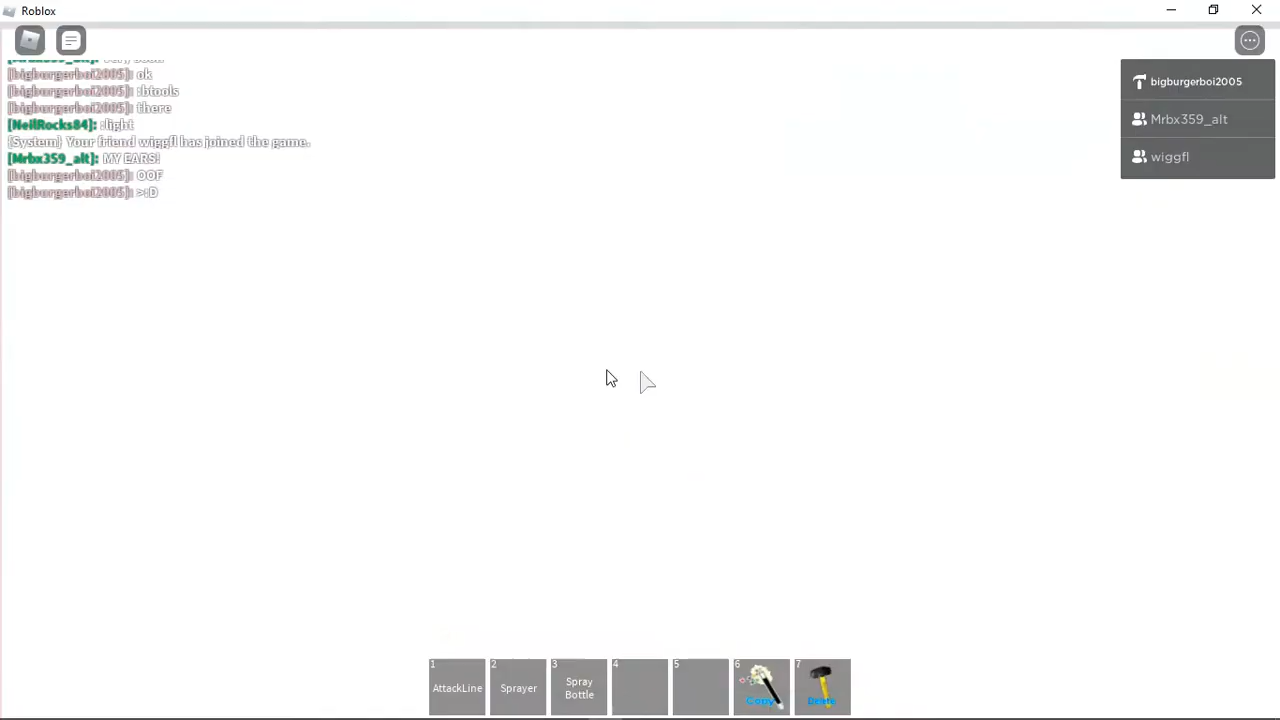 Roblox
[bigburgerboi2005]: ok
[bigburgerboi2005]: :btools
[bigburgerboi2005]: there
[NeilRocks84]: :light
{System} Your friend wiggfl has joined the game.
[Mrbx359_alt]: MY EARS!
[bigburgerboi2005]: OOF
[bigburgerboi2005]: >:D
bigburgerboi2005
Mrbx359_alt
wiggfl
1 2 3 4 5 6 7
AttackLine Sprayer Spray Bottle Copy